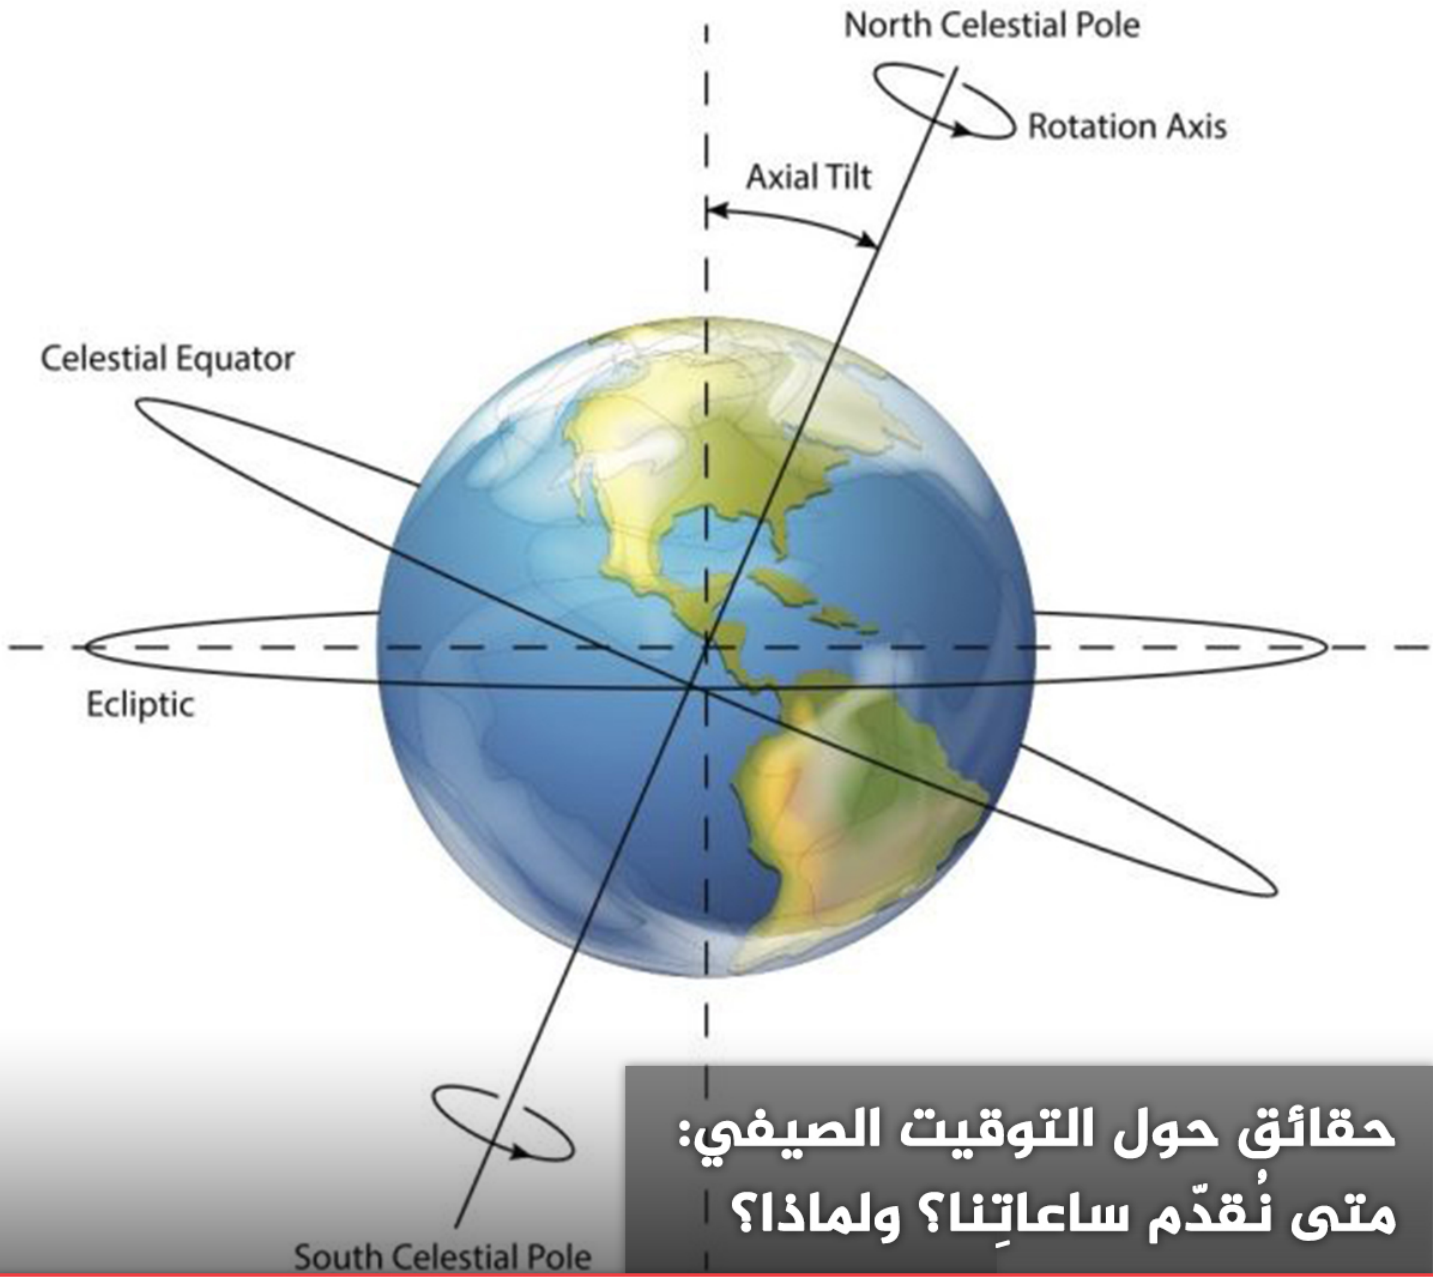 North Celestial Pole
Rotation Axis
Axial Tilt
Celestial Equator
Ecliptic
South Celestial Pole
حقائق حول التوقيت الصيفي:
متى نُقدّم ساعاتِنا؟ ولماذا؟